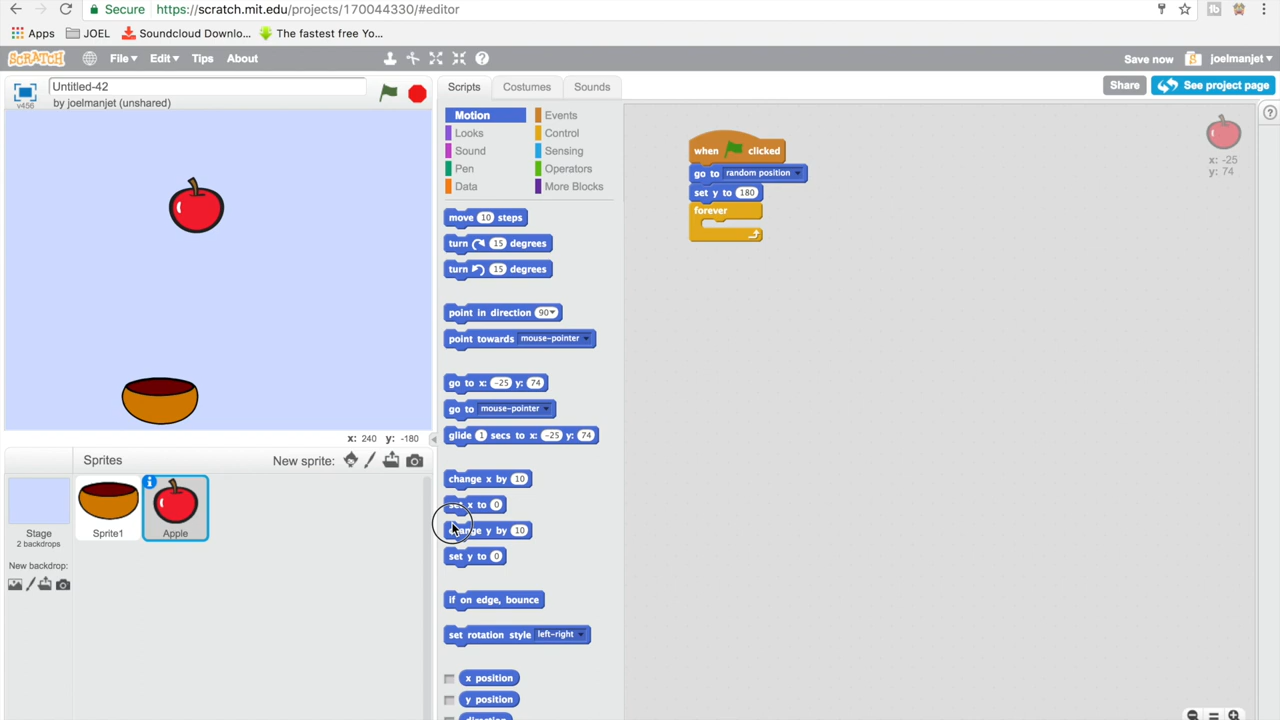 Secure https://scratch.mit.edu/projects/170044330/#editor
Apps JOEL Soundcloud Downlo... The fastest free Yo...
SCRATCH File Edit Tips About Save now joelmanjet
Untitled-42
by joelmanjet (unshared)
v456
Scripts Costumes Sounds
Share See project page
Motion Events
Looks Control
Sound Sensing
Pen Operators
Data More Blocks
move 10 steps
turn 15 degrees
turn 15 degrees
point in direction 90
point towards mouse-pointer
go to x: -25 y: 74
go to mouse-pointer
glide 1 secs to x: -25 y: 74
change x by 10
set x to 0
change y by 10
set y to 0
if on edge, bounce
set rotation style left-right
x position
y position
when clicked
go to random position
set y to 180
forever
x: -25
y: 74
?
x: 240 y: -180
Sprites New sprite:
Stage
2 backdrops
New backdrop:
Sprite1
Apple